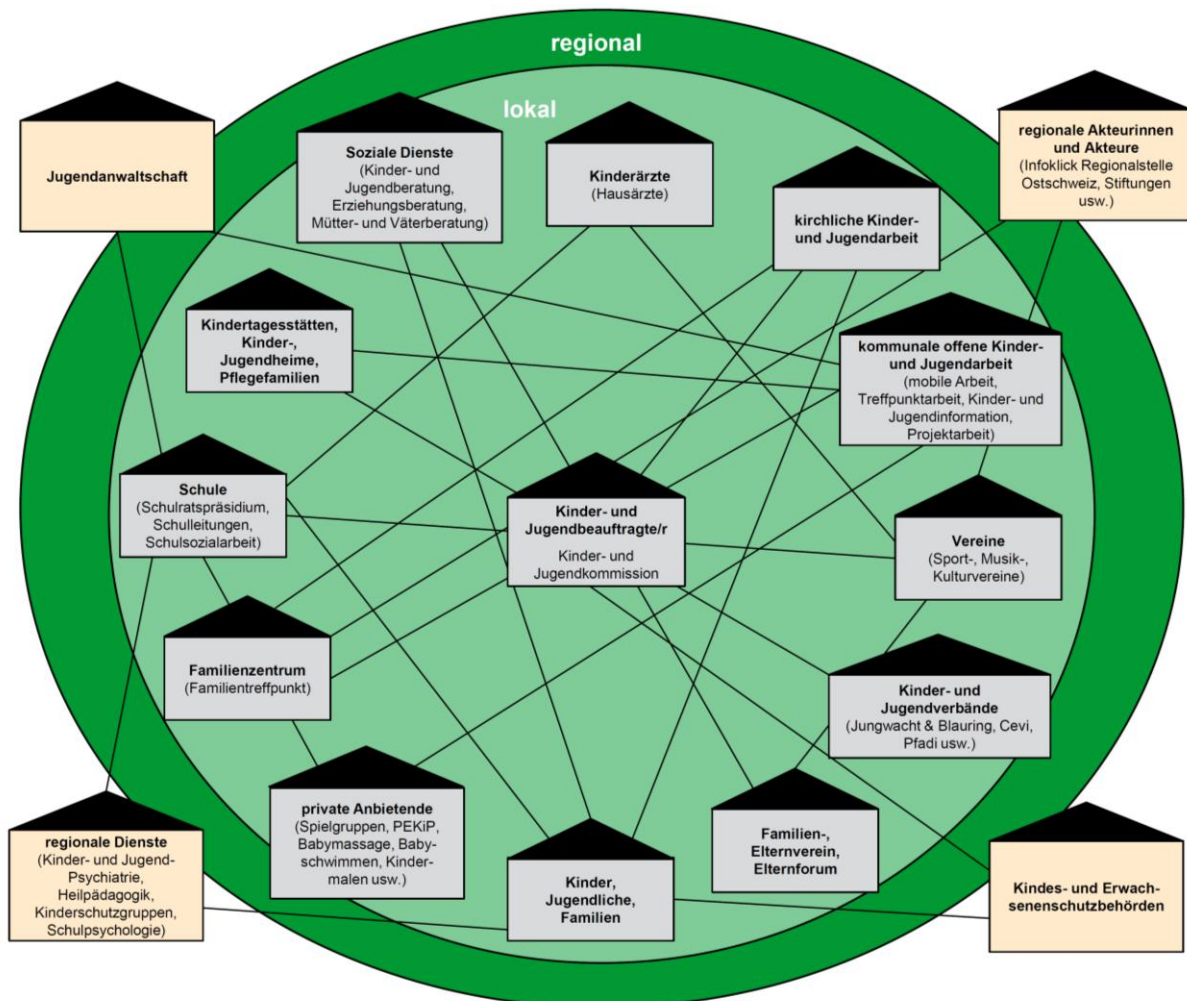 regional
lokal
Jugendanwaltschaft
Soziale Dienste
(Kinder- und
Jugendberatung,
Erziehungsberatung,
Mütter- und Väterberatung)
Kinderärzte
(Hausärzte)
kirchliche Kinder-
und Jugendarbeit
regionale Akteurinnen
und Akteure
(Infoklick Regionalstelle
Ostschweiz, Stiftungen
usw.)
Kindertagesstätten,
Kinder-,
Jugendheime,
Pflegefamilien
kommunale offene Kinder-
und Jugendarbeit
(mobile Arbeit,
Treffpunktarbeit, Kinder- und
Jugendinformation,
Projektarbeit)
Schule
(Schulratspräsidium,
Schulleitungen,
Schulsozialarbeit)
Kinder- und
Jugendbeauftragte/r
Kinder- und
Jugendkommission
Vereine
(Sport-, Musik-,
Kulturvereine)
Familienzentrum
(Familientreffpunkt)
Kinder- und
Jugendverbände
(Jungwacht & Blauring, Cevi,
Pfadi usw.)
regionale Dienste
(Kinder- und Jugend-
Psychiatrie,
Heilpädagogik,
Kinderschutzgruppen,
Schulpsychologie)
private Anbietende
(Spielgruppen, PEKiP,
Babymassage, Baby-
schwimmen, Kinder-
malen usw.)
Kinder,
Jugendliche,
Familien
Familien-,
Elternverein,
Elternforum
Kindes- und Erwach-
senenschutzbehörden